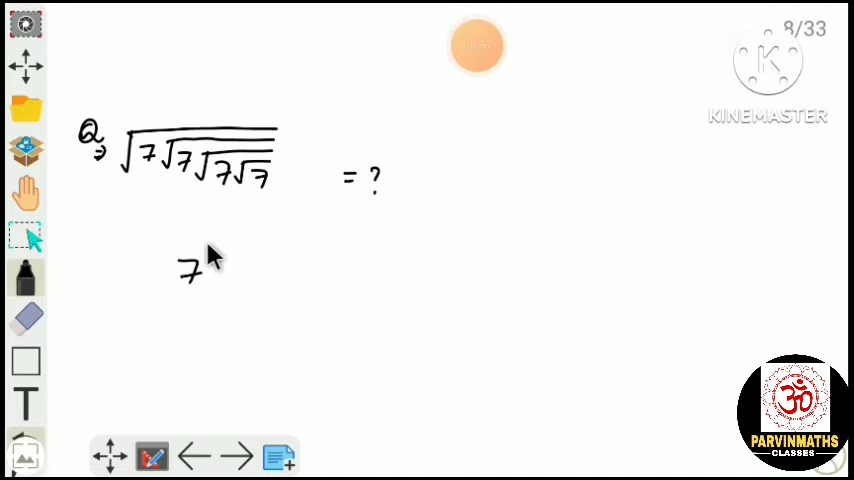 8/33
KINEMASTER
Q ⇒ √7√7√7√7 = ?
7
T
ॐ
PARVINMATHS
CLASSES